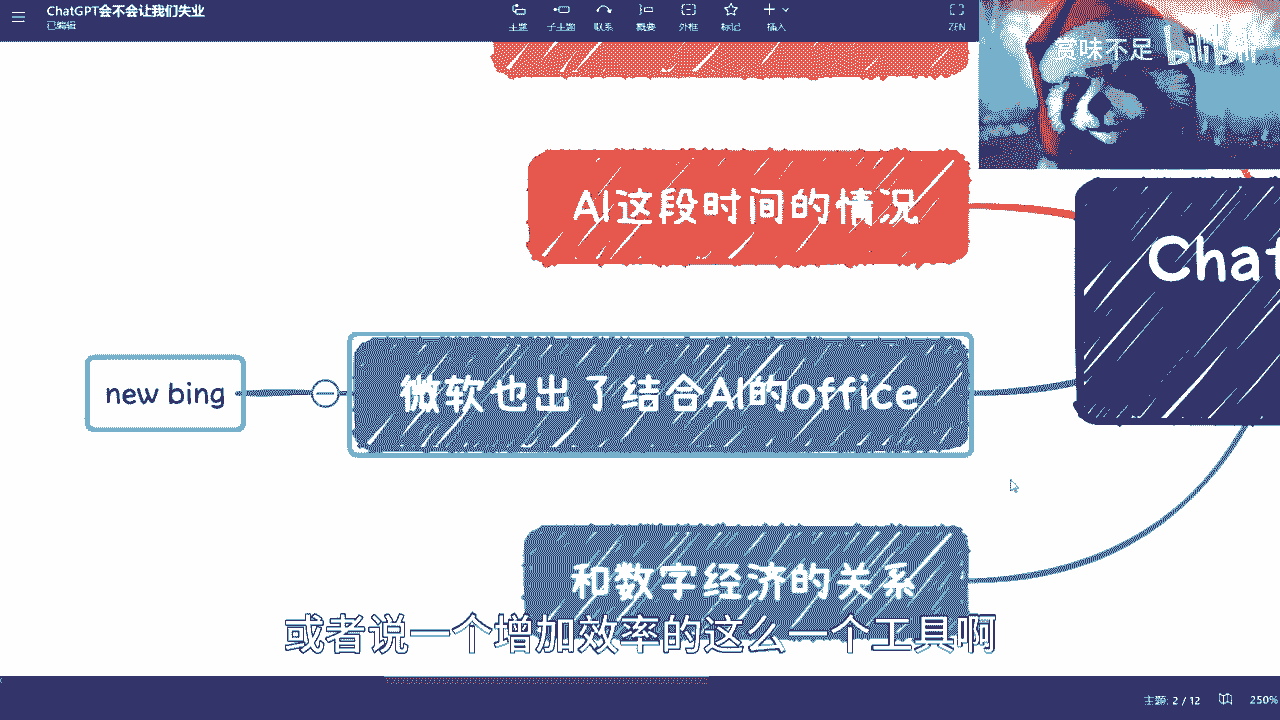 ChatGPT会不会让我们失业
已编辑
主题 子主题 联系 概要 外框 标记 插入 ZEN
赏味不足 bilibili
AI这段时间的情况
Chat
new bing
微软也出了结合AI的office
和数字经济的关系
或者说一个增加效率的这么一个工具啊
主题: 2 / 12 250%